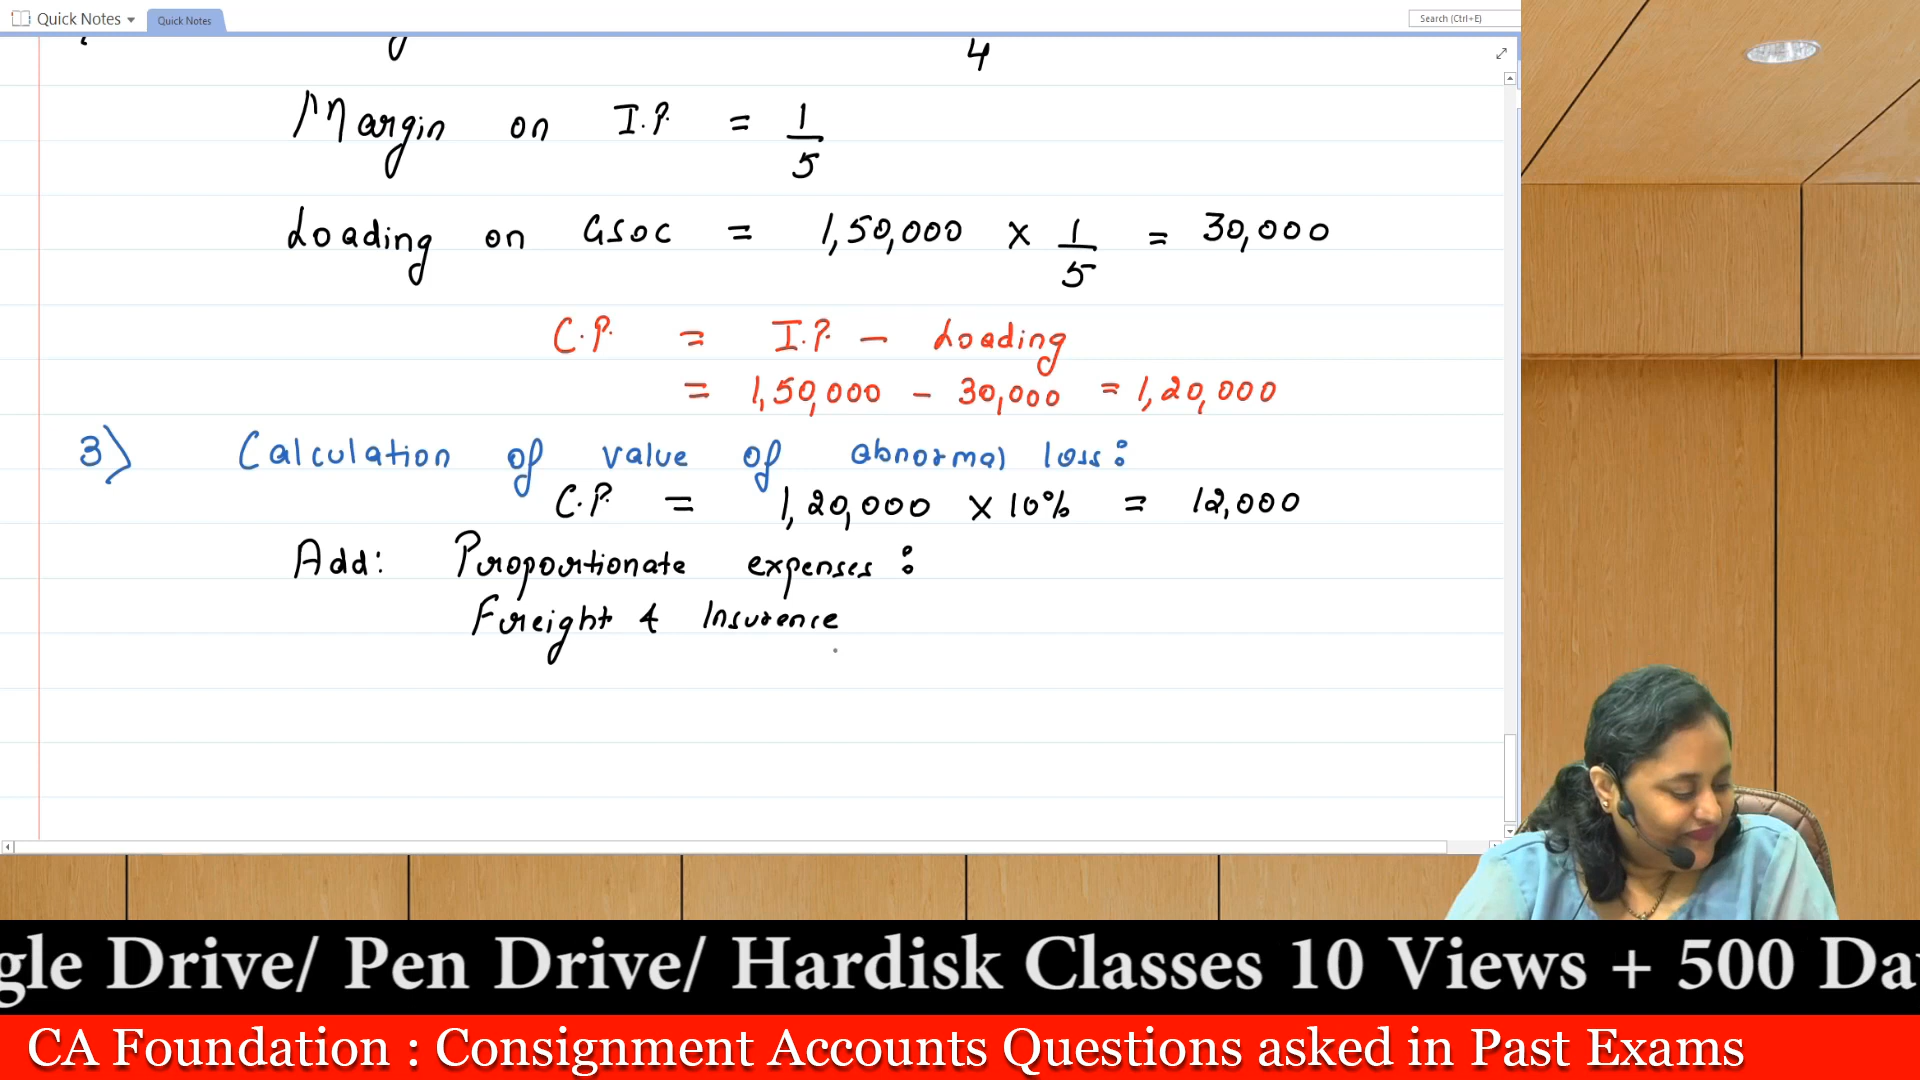 Quick Notes
Quick Notes
Search (Ctrl+E)
4
Margin on I.P. = 1/5
Loading on GSOC = 1,50,000 × 1/5 = 30,000
C.P. = I.P. - Loading
= 1,50,000 - 30,000 = 1,20,000
3) Calculation of value of abnormal loss:
C.P = 1,20,000 × 10% = 12,000
Add: Proportionate expenses:
Freight & Insurence
gle Drive/ Pen Drive/ Hardisk Classes 10 Views + 500 Da
CA Foundation : Consignment Accounts Questions asked in Past Exams